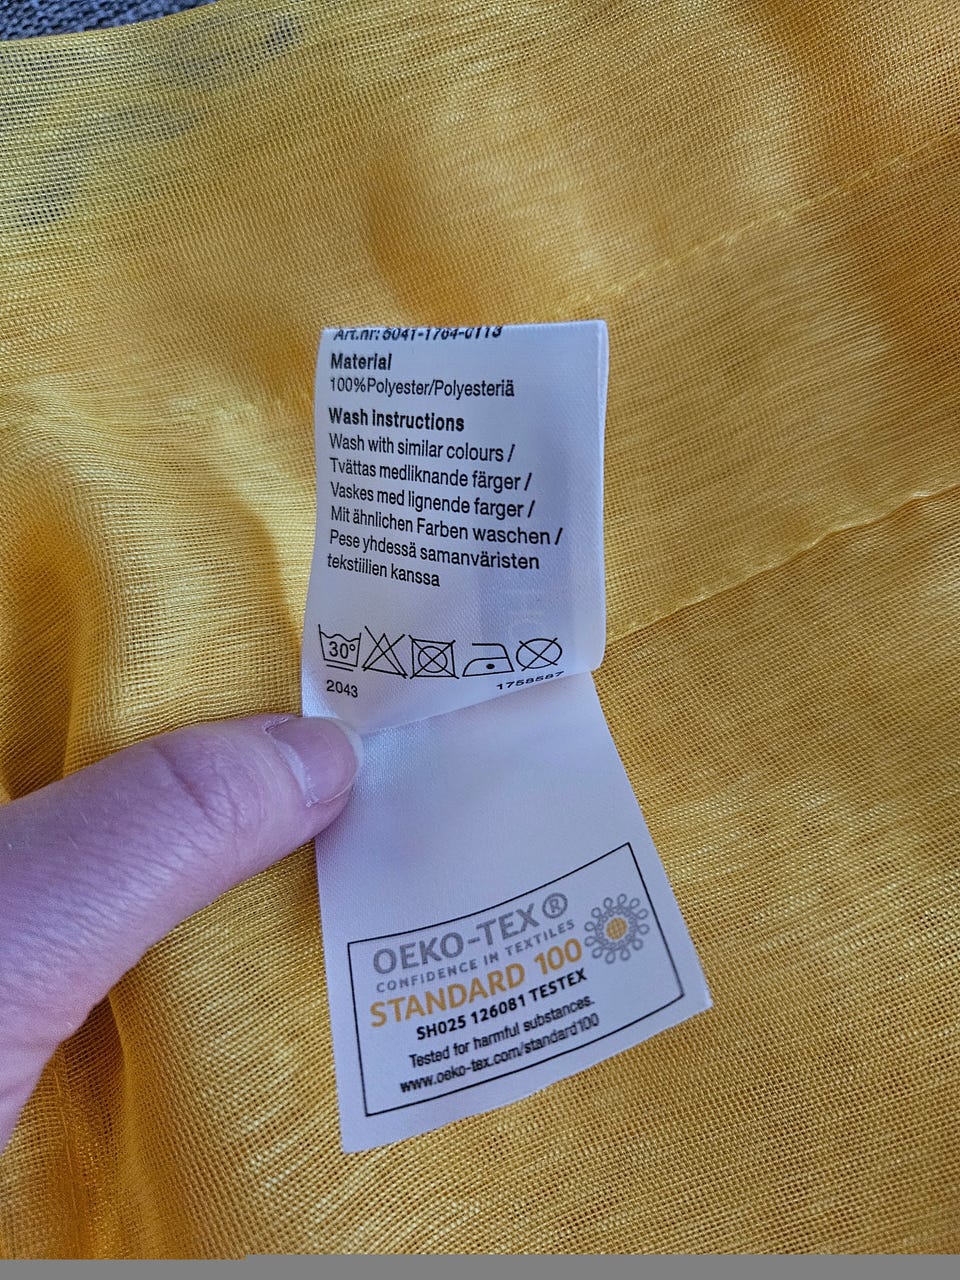 Art.nr: 6041-1764-0113
Material
100%Polyester/Polyesteriä
Wash instructions
Wash with similar colours /
Tvättas medliknande färger /
Vaskes med lignende farger /
Mit ähnlichen Farben waschen /
Pese yhdessä samanväristen
tekstiilien kanssa
30°
2043 1758587
OEKO-TEX®
CONFIDENCE IN TEXTILES
STANDARD 100
SH025 126081 TESTEX
Tested for harmful substances.
www.oeko-tex.com/standard100